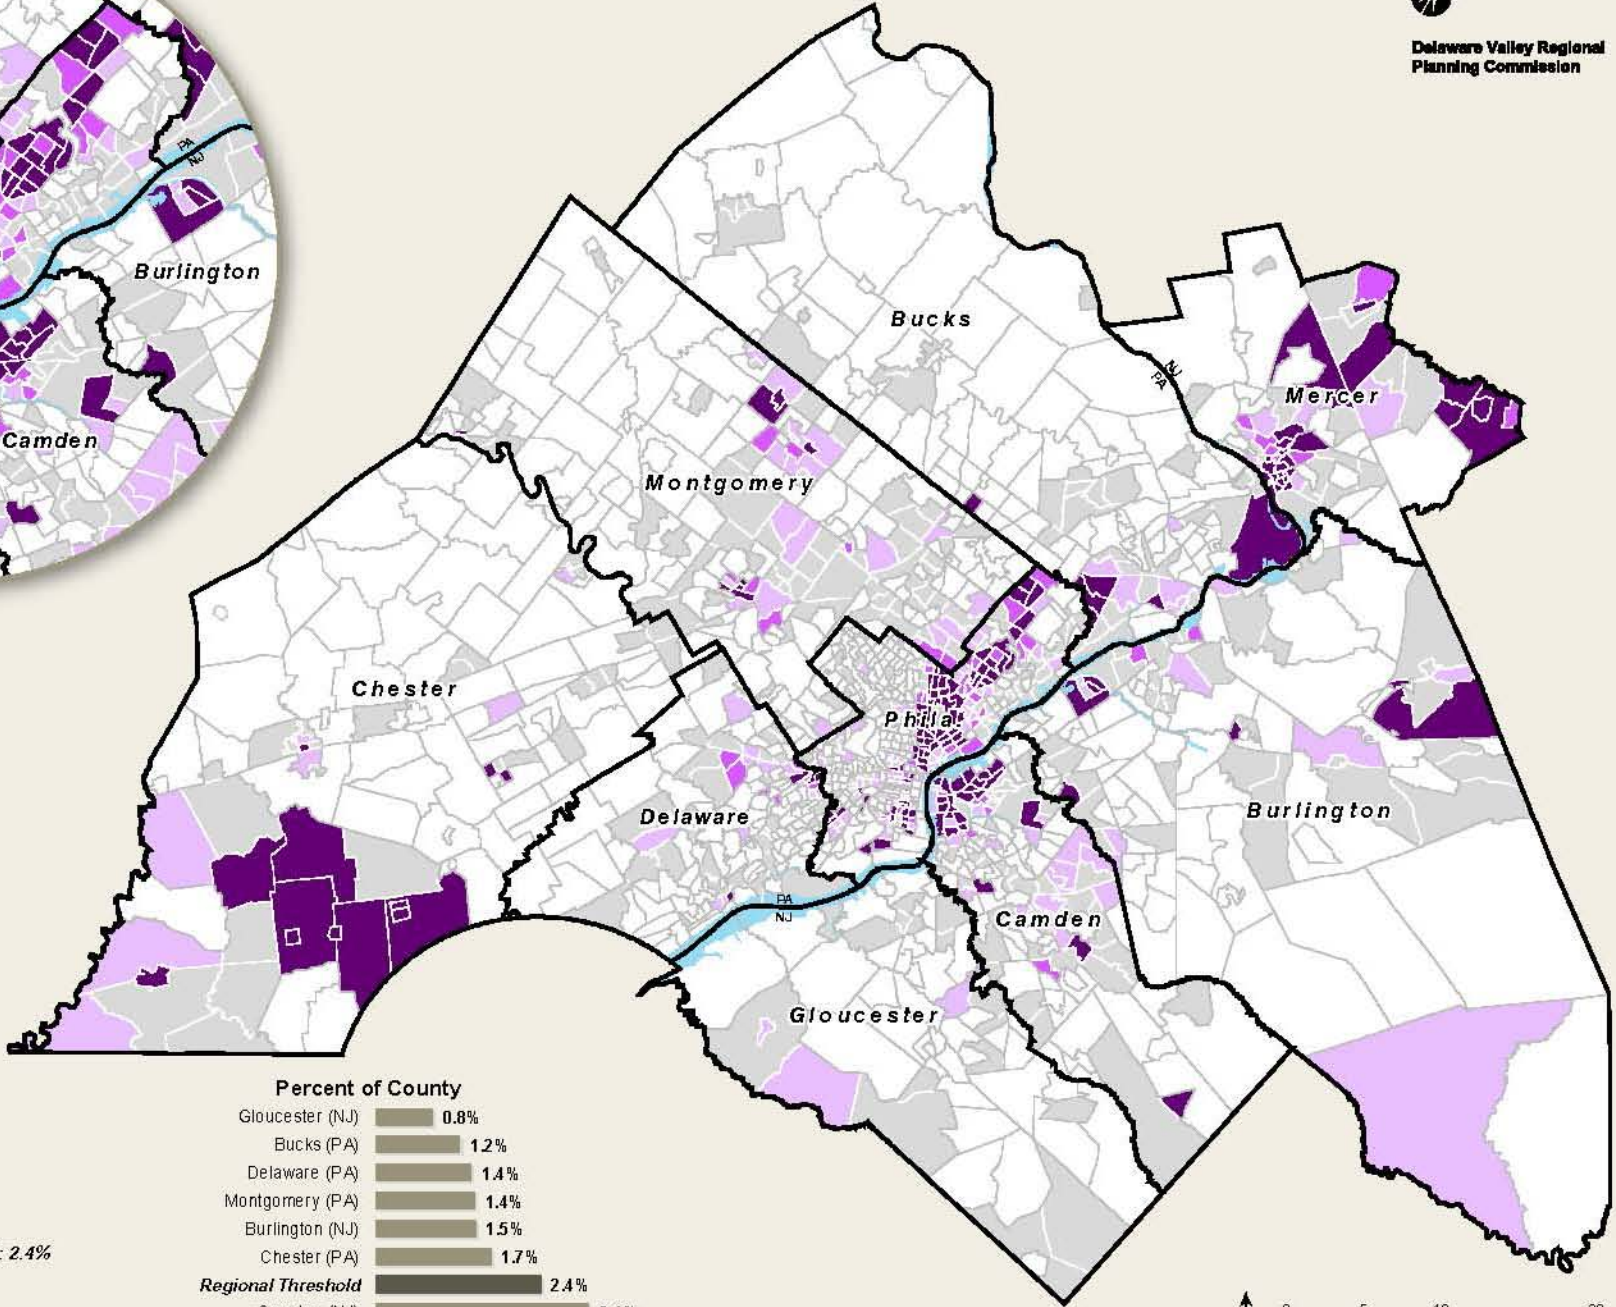 Delaware Valley Regional
Planning Commission
PA
NJ
Burlington
Camden
Bucks
NJ
PA
Mercer
Montgomery
Chester
Phila.
Delaware
Burlington
PA
NJ
Camden
Gloucester
Percent of County
Gloucester (NJ) 0.8%
Bucks (PA) 1.2%
Delaware (PA) 1.4%
Montgomery (PA) 1.4%
Burlington (NJ) 1.5%
Chester (PA) 1.7%
: 2.4%
Regional Threshold 2.4%